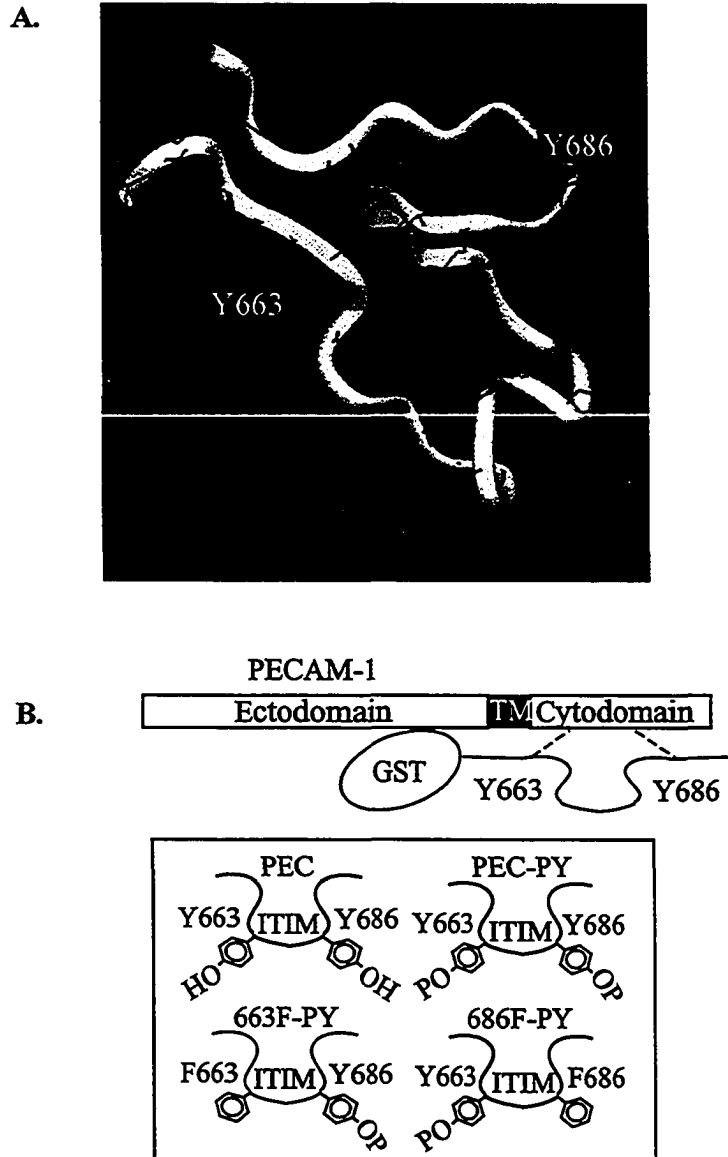 A.
Y686
Y663
PECAM-1
B.
Ectodomain TM Cytodomain
GST
Y663 Y686
PEC PEC-PY
Y663 ITIM Y686 Y663 ITIM Y686
HO OH PO OP
663F-PY 686F-PY
F663 ITIM Y686 Y663 ITIM F686
OP PO